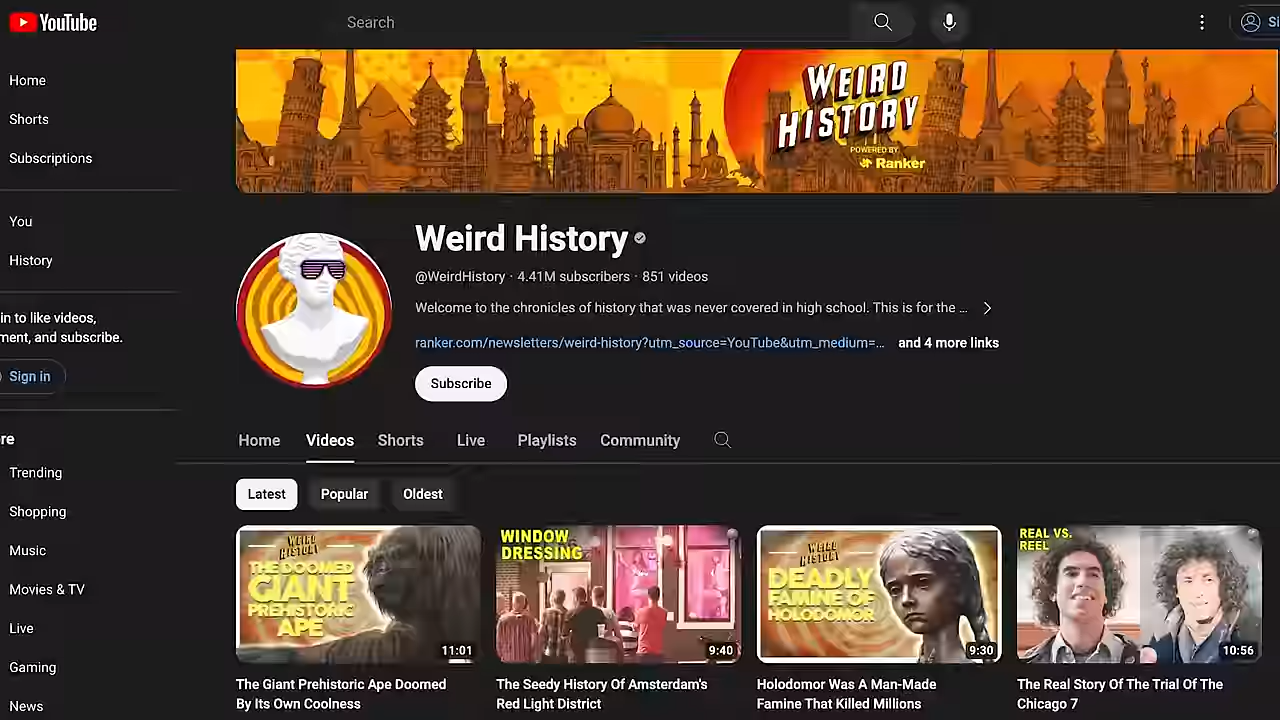 YouTube
Search
Si
Home
Shorts
Subscriptions
You
History
in to like videos,
ment, and subscribe.
Sign in
re
Trending
Shopping
Music
Movies & TV
Live
Gaming
News
WEIRD
HISTORY
POWERED BY
Ranker
Weird History
@WeirdHistory · 4.41M subscribers · 851 videos
Welcome to the chronicles of history that was never covered in high school. This is for the ...
ranker.com/newsletters/weird-history?utm_source=YouTube&utm_medium=... and 4 more links
Subscribe
Home Videos Shorts Live Playlists Community
Latest Popular Oldest
WEIRD
HISTORY
THE DOOMED
GIANT
PREHISTORIC
APE
11:01
WINDOW
DRESSING
9:40
WEIRD
HISTORY
DEADLY
FAMINE OF
HOLODOMOR
9:30
REAL VS.
REEL
10:56
The Giant Prehistoric Ape Doomed
By Its Own Coolness
The Seedy History Of Amsterdam's
Red Light District
Holodomor Was A Man-Made
Famine That Killed Millions
The Real Story Of The Trial Of The
Chicago 7